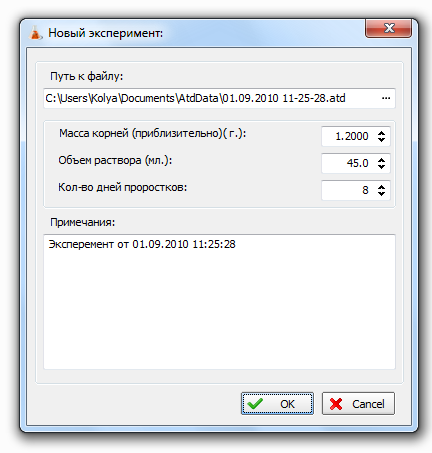 Новый эксперимент:
Путь к файлу:
C:\Users\Kolya\Documents\AtdData\01.09.2010 11-25-28.atd ...
Масса корней (приблизительно)( г.): 1.2000
Объем раствора (мл.): 45.0
Кол-во дней проростков: 8
Примечания:
Эксперемент от 01.09.2010 11:25:28
OK Cancel